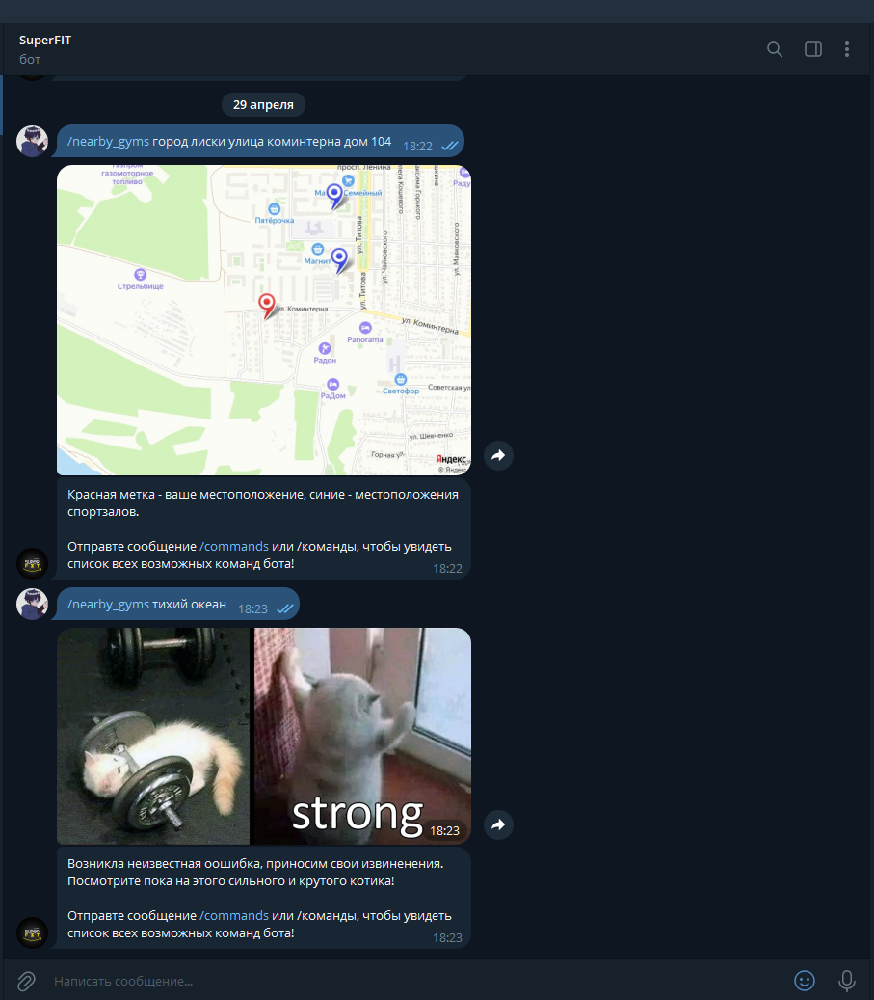 SuperFIT
бот
29 апреля
/nearby_gyms город лиски улица коминтерна дом 104 18:22
Газпром
газомоторное
топливо
просп. Ленина
Семейный
Пятёрочка
Магнит
ул. Титова
ул. Титова
ул. Чайковского
ул. Маяковского
Стрельбище
ул. Коминтерна
ул. Коминтерна
Panorama
Радон
РаДом
Светофор
Советская ул
ул. Шевченко
Горная ул.
Яндекс
© Яндекс
Красная метка - ваше местоположение, синие - местоположения
спортзалов.
Отправте сообщение /commands или /команды, чтобы увидеть
список всех возможных команд бота!
18:22
/nearby_gyms тихий океан 18:23
strong
18:23
Возникла неизвестная оошибка, приносим свои извиненения.
Посмотрите пока на этого сильного и крутого котика!
Отправте сообщение /commands или /команды, чтобы увидеть
список всех возможных команд бота!
18:23
Написать сообщение...